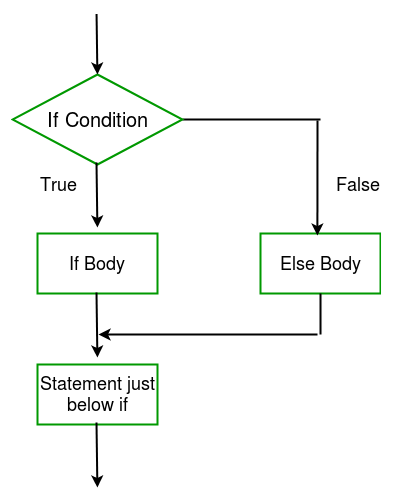 If Condition
True
False
If Body
Else Body
Statement just
below if